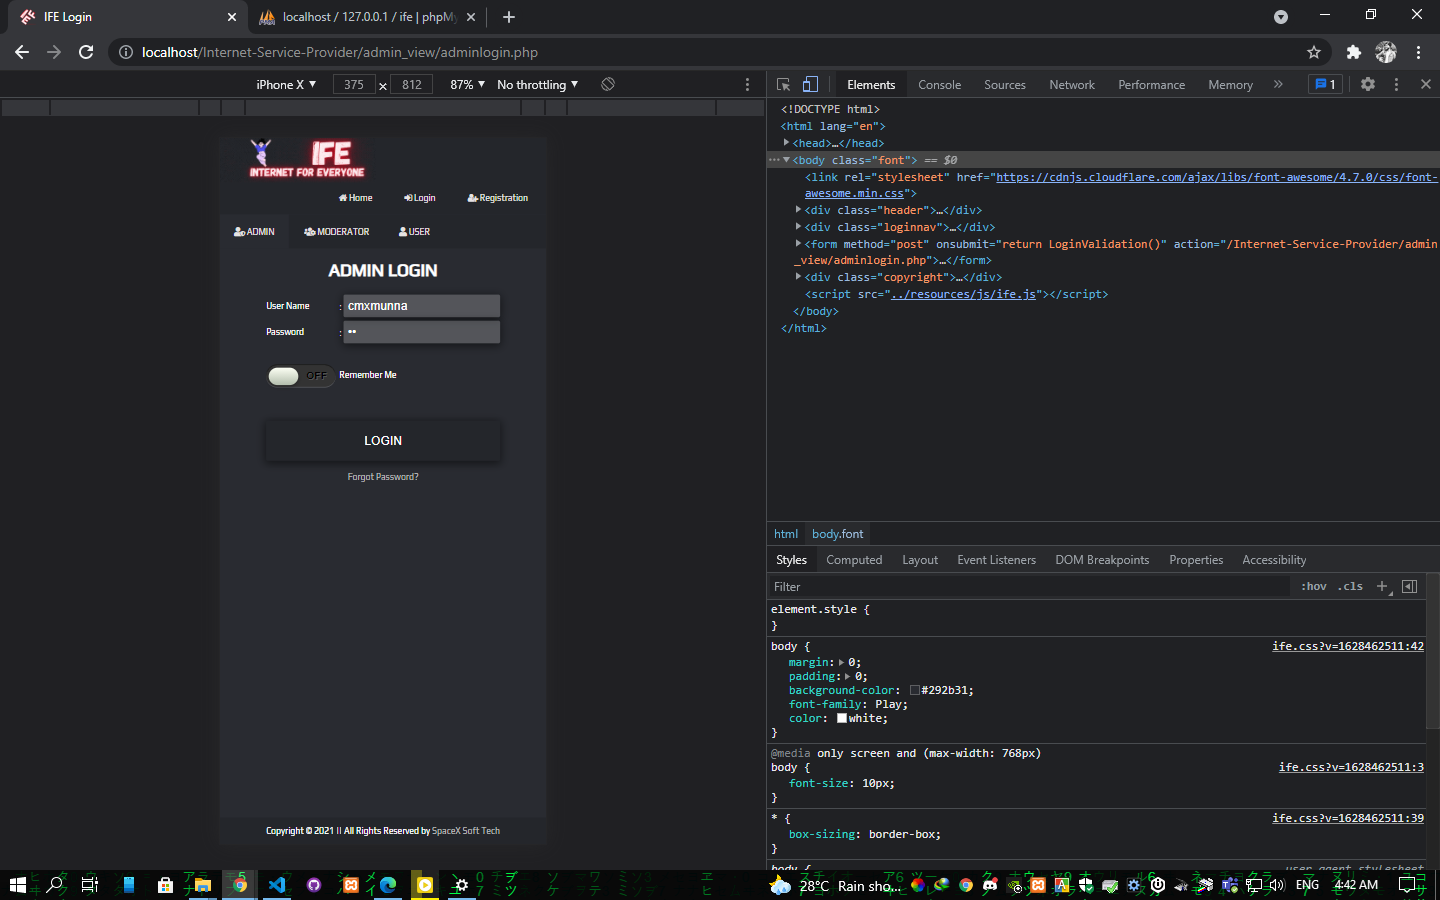 IFE Login
localhost / 127.0.0.1 / ife | phpMy
localhost/Internet-Service-Provider/admin_view/adminlogin.php
iPhone X ▼ 375 × 812 87% ▼ No throttling ▼
Elements Console Sources Network Performance Memory » 1
IFE
INTERNET FOR EVERYONE
Home Login Registration
ADMIN MODERATOR USER
ADMIN LOGIN
User Name : cmxmunna
Password : ••
OFF Remember Me
LOGIN
Forgot Password?
Copyright © 2021 || All Rights Reserved by SpaceX Soft Tech
<!DOCTYPE html>
<html lang="en">
<head>…</head>
<body class="font"> == $0
<link rel="stylesheet" href="https://cdnjs.cloudflare.com/ajax/libs/font-awesome/4.7.0/css/font-
awesome.min.css">
<div class="header">…</div>
<div class="loginnav">…</div>
<form method="post" onsubmit="return LoginValidation()" action="/Internet-Service-Provider/admin
_view/adminlogin.php">…</form>
<div class="copyright">…</div>
<script src="../resources/js/ife.js"></script>
</body>
</html>
html body.font
Styles Computed Layout Event Listeners DOM Breakpoints Properties Accessibility
Filter :hov .cls +
element.style {
}
body { ife.css?v=1628462511:42
margin: 0;
padding: 0;
background-color: #292b31;
font-family: Play;
color: white;
}
@media only screen and (max-width: 768px)
body { ife.css?v=1628462511:3
font-size: 10px;
}
* { ife.css?v=1628462511:39
box-sizing: border-box;
}
body { user agent stylesheet
28°C Rain sho... ENG 4:42 AM